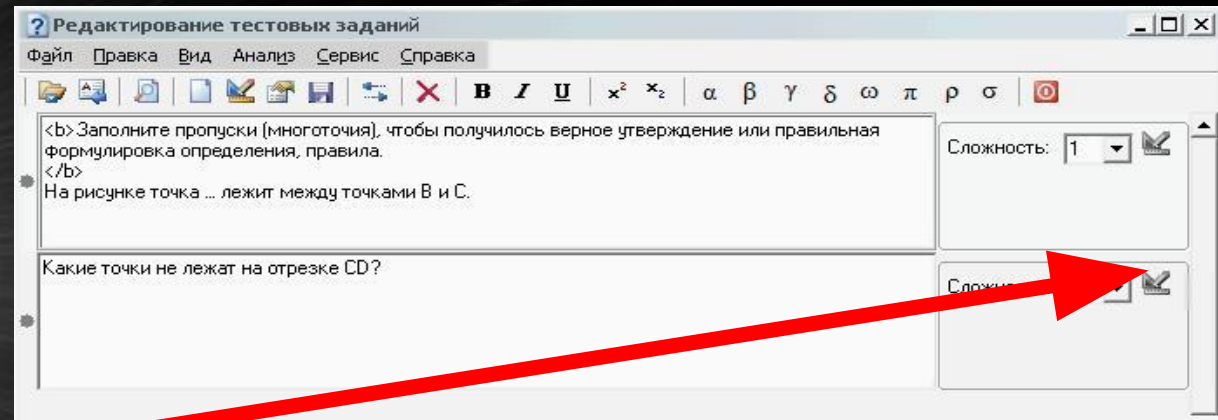 Редактирование тестовых заданий
Файл Правка Вид Анализ Сервис Справка
B I U x² x₂ α β γ δ ω π ρ σ
<b>Заполните пропуски (многоточия), чтобы получилось верное утверждение или правильная
формулировка определения, правила.
</b>
На рисунке точка ... лежит между точками В и С.
Сложность: 1
Какие точки не лежат на отрезке CD?